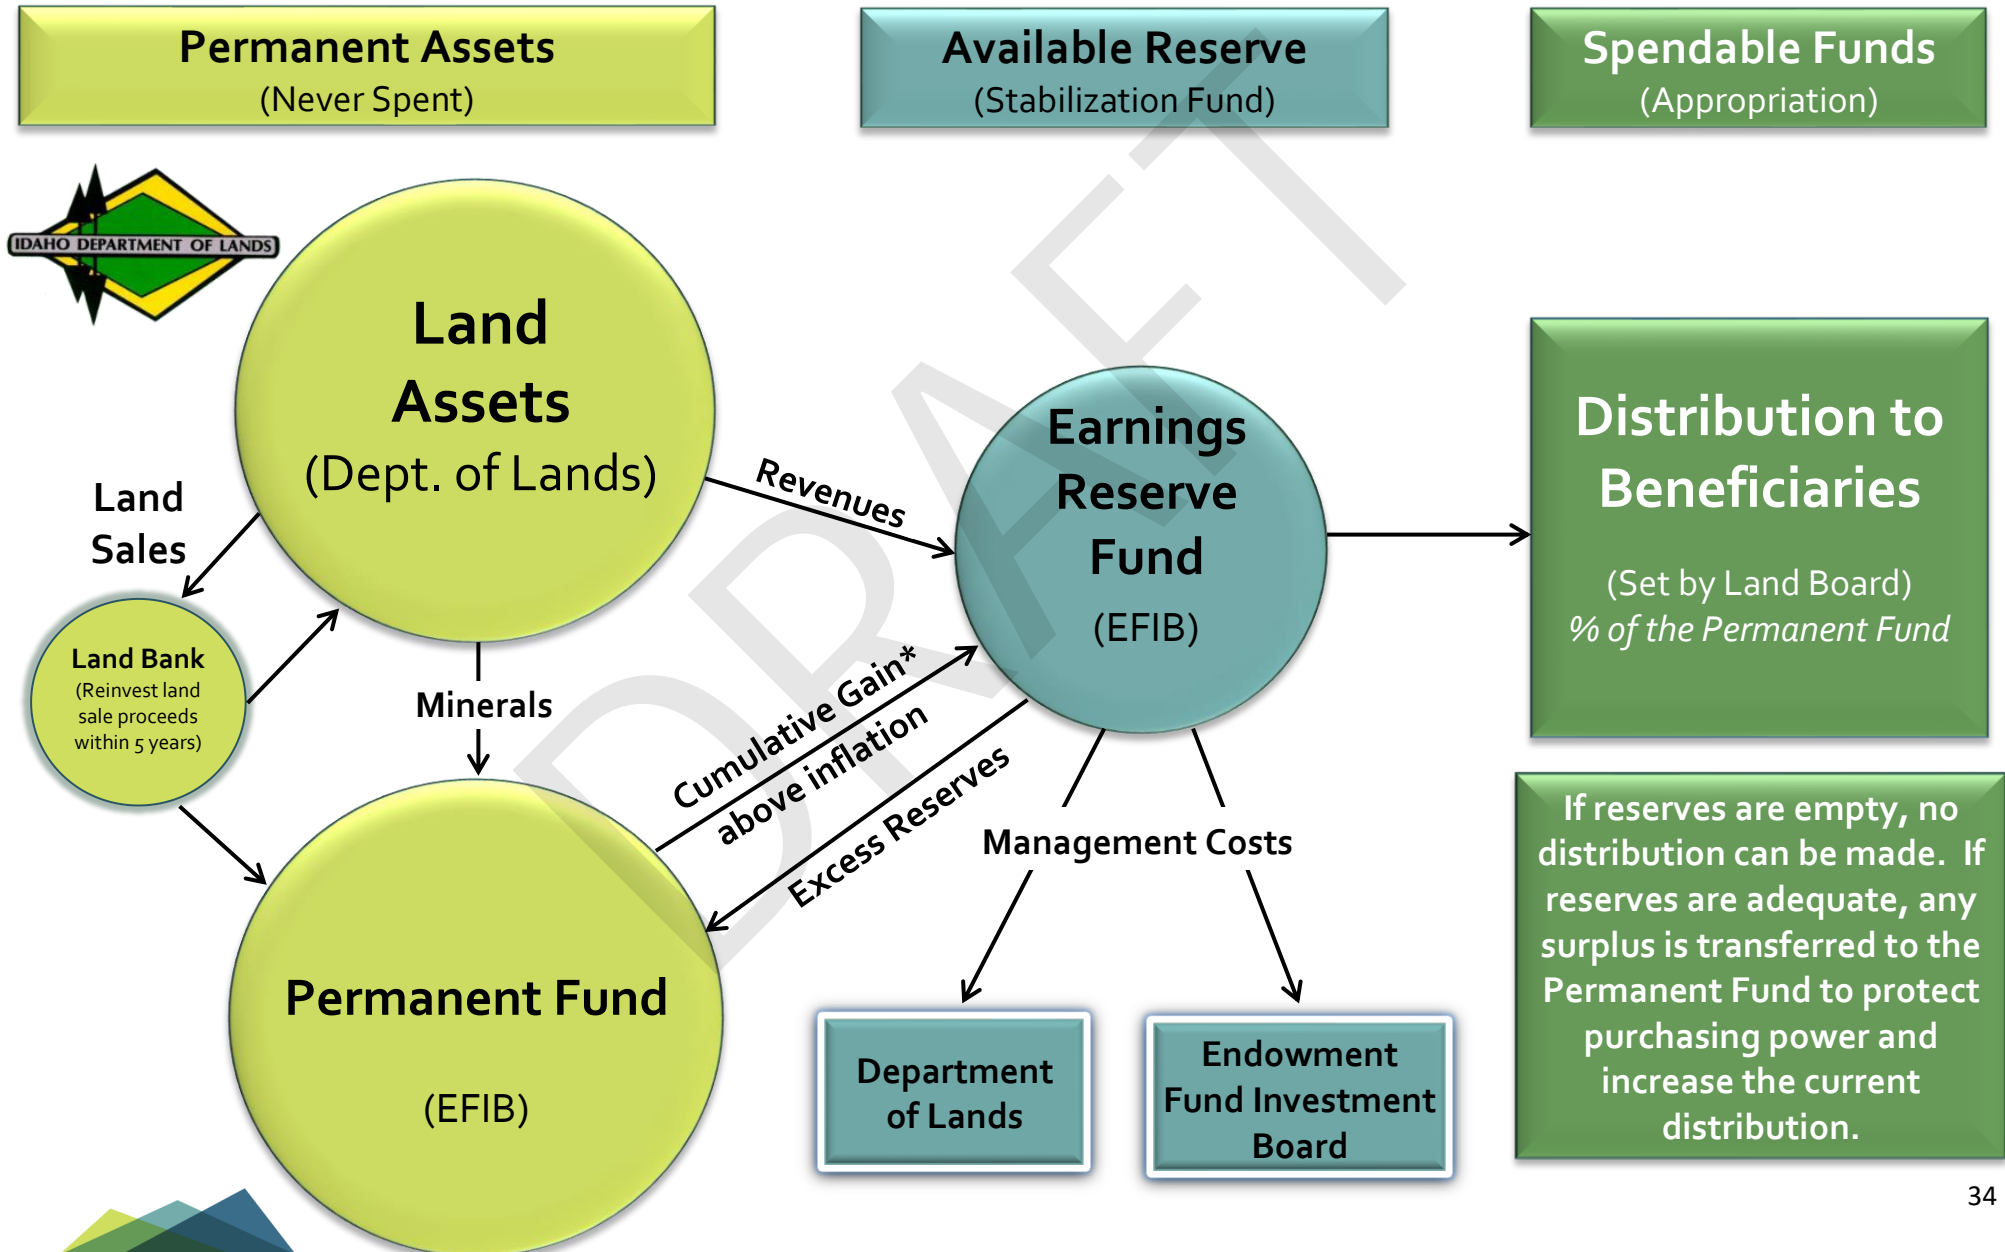 Permanent Assets
(Never Spent)
Available Reserve
(Stabilization Fund)
Spendable Funds
(Appropriation)
IDAHO DEPARTMENT OF LANDS
Land
Assets
(Dept. of Lands)
Land
Sales
Land Bank
(Reinvest land
sale proceeds
within 5 years)
Minerals
Revenues
Earnings
Reserve
Fund
(EFIB)
Cumulative Gain*
above inflation
Excess Reserves
Permanent Fund
(EFIB)
Management Costs
Department
of Lands
Endowment
Fund Investment
Board
Distribution to
Beneficiaries
(Set by Land Board)
% of the Permanent Fund
If reserves are empty, no
distribution can be made. If
reserves are adequate, any
surplus is transferred to the
Permanent Fund to protect
purchasing power and
increase the current
distribution.
DRAFT
34